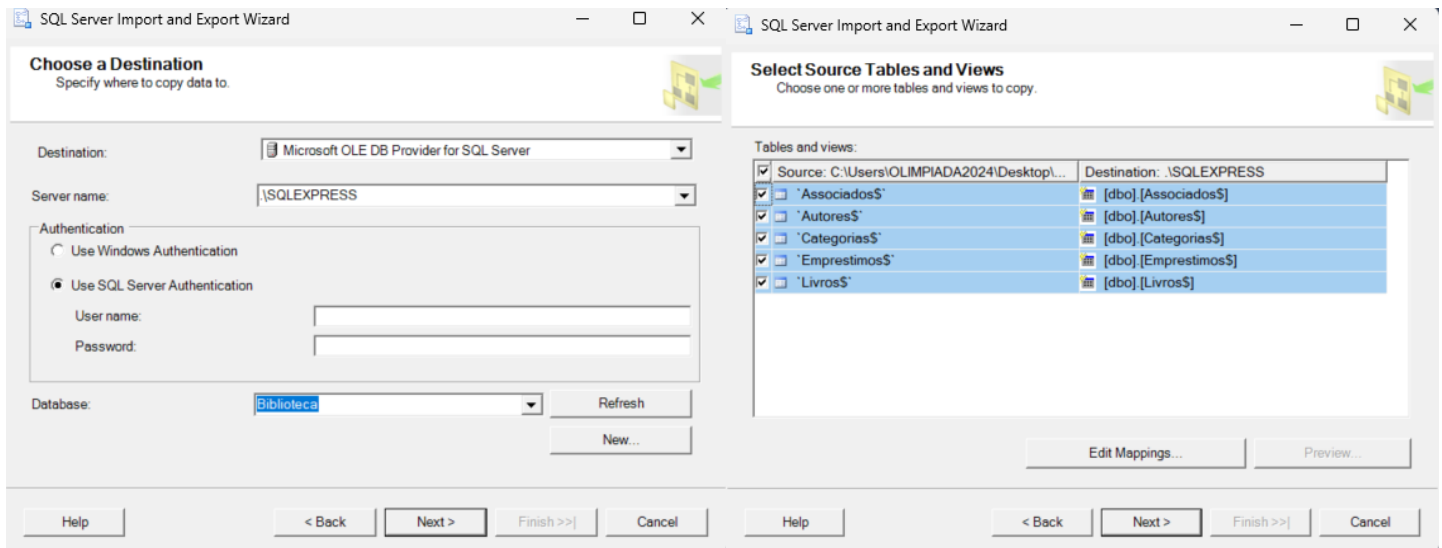 SQL Server Import and Export Wizard
Choose a Destination
Specify where to copy data to.
Destination:
Microsoft OLE DB Provider for SQL Server
Server name:
.\SQLEXPRESS
Authentication
Use Windows Authentication
Use SQL Server Authentication
User name:
Password:
Database:
Biblioteca
Refresh
New...
Help
< Back
Next >
Finish >>|
Cancel
SQL Server Import and Export Wizard
Select Source Tables and Views
Choose one or more tables and views to copy.
Tables and views:
Source: C:\Users\OLIMPIADA2024\Desktop\... Destination: .\SQLEXPRESS
`Associados$` [dbo].[Associados$]
`Autores$` [dbo].[Autores$]
`Categorias$` [dbo].[Categorias$]
`Emprestimos$` [dbo].[Emprestimos$]
`Livros$` [dbo].[Livros$]
Edit Mappings...
Preview...
Help
< Back
Next >
Finish >>|
Cancel